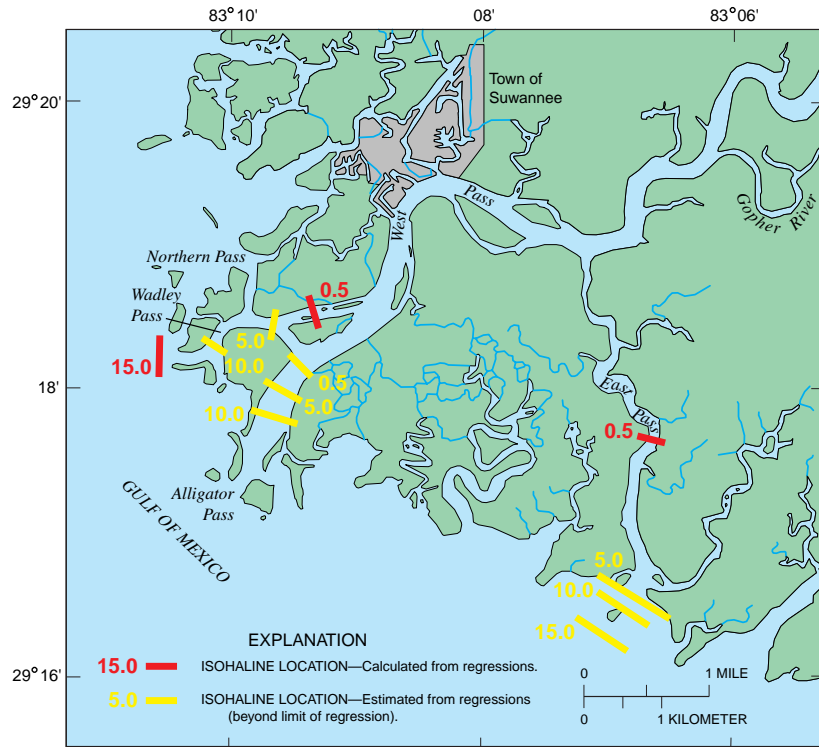 83°10'
08'
83°06'
29°20'
Town of
Suwannee
West
Pass
Gopher River
Northern Pass
Wadley
Pass
0.5
5.0
15.0
10.0
18'
0.5
5.0
10.0
East
Pass
0.5
Alligator
Pass
GULF OF MEXICO
5.0
10.0
15.0
EXPLANATION
15.0 ISOHALINE LOCATION—Calculated from regressions.
5.0 ISOHALINE LOCATION—Estimated from regressions
(beyond limit of regression).
29°16'
0 1 MILE
0 1 KILOMETER